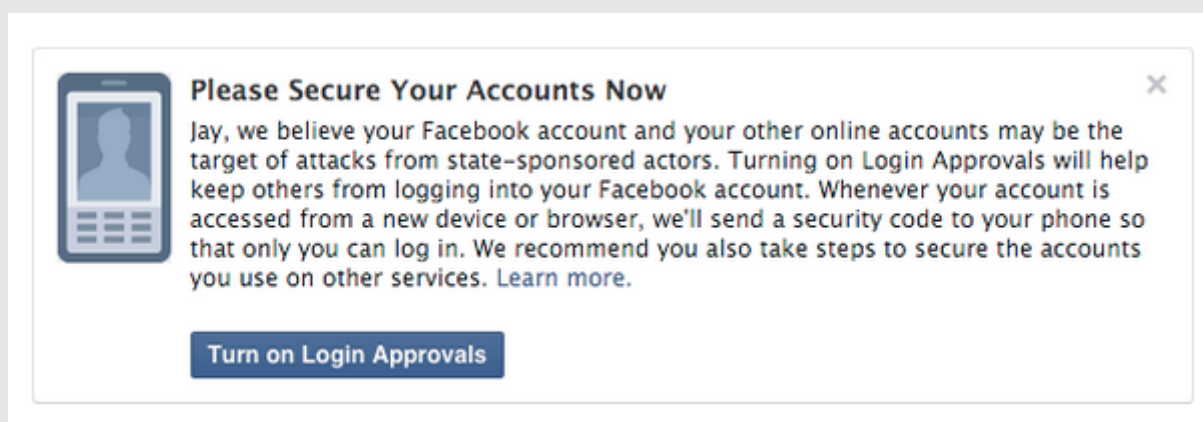 Please Secure Your Accounts Now
Jay, we believe your Facebook account and your other online accounts may be the
target of attacks from state-sponsored actors. Turning on Login Approvals will help
keep others from logging into your Facebook account. Whenever your account is
accessed from a new device or browser, we'll send a security code to your phone so
that only you can log in. We recommend you also take steps to secure the accounts
you use on other services. Learn more.
Turn on Login Approvals